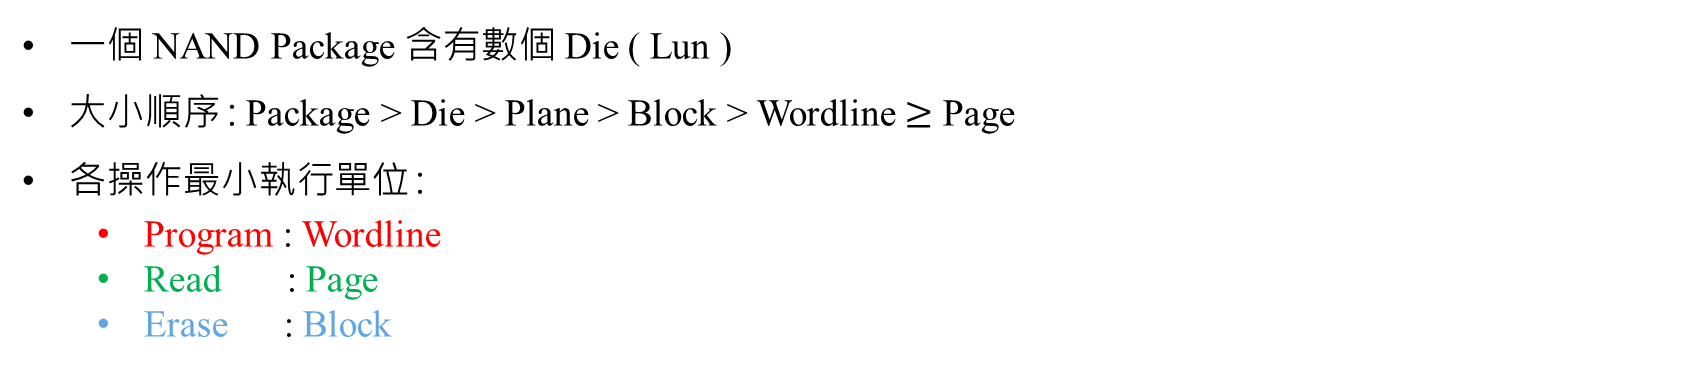 • 一個 NAND Package 含有數個 Die ( Lun )
• 大小順序 : Package > Die > Plane > Block > Wordline ≥ Page
• 各操作最小執行單位 :
• Program : Wordline
• Read : Page
• Erase : Block